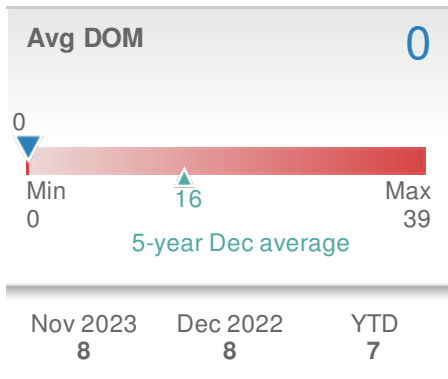 Avg DOM 0
0
Min Max
0 16 39
5-year Dec average
Nov 2023 Dec 2022 YTD
8 8 7